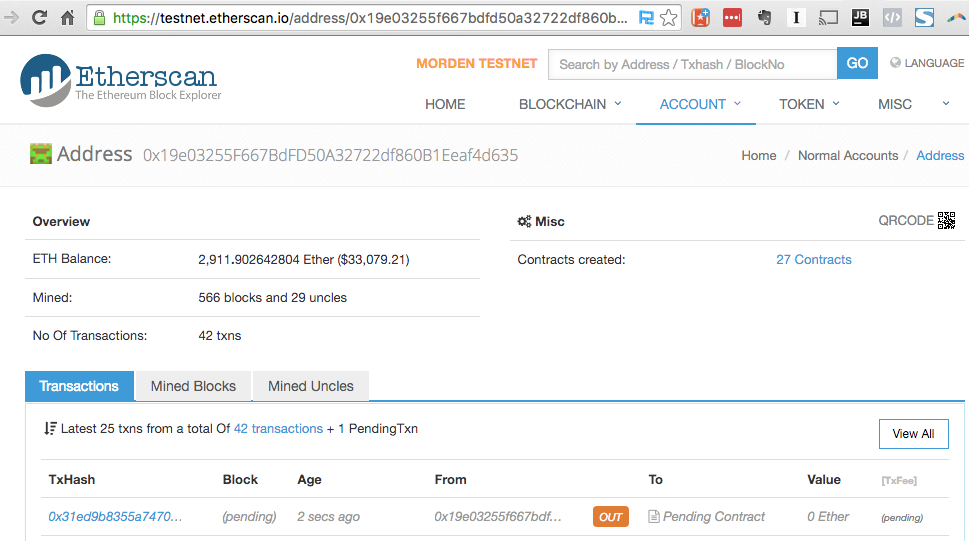 https://testnet.etherscan.io/address/0x19e03255f667bdfd50a32722df860b...
JB
S
Etherscan
The Ethereum Block Explorer
MORDEN TESTNET
Search by Address / Txhash / BlockNo
GO
LANGUAGE
HOME BLOCKCHAIN ACCOUNT TOKEN MISC
Address 0x19e03255F667BdFD50A32722df860B1Eeaf4d635
Home / Normal Accounts / Address
Overview
ETH Balance: 2,911.902642804 Ether ($33,079.21)
Mined: 566 blocks and 29 uncles
No Of Transactions: 42 txns
Misc QRCODE
Contracts created: 27 Contracts
Transactions Mined Blocks Mined Uncles
Latest 25 txns from a total Of 42 transactions + 1 PendingTxn
View All
TxHash Block Age From To Value [TxFee]
0x31ed9b8355a7470... (pending) 2 secs ago 0x19e03255f667bdf... OUT Pending Contract 0 Ether (pending)